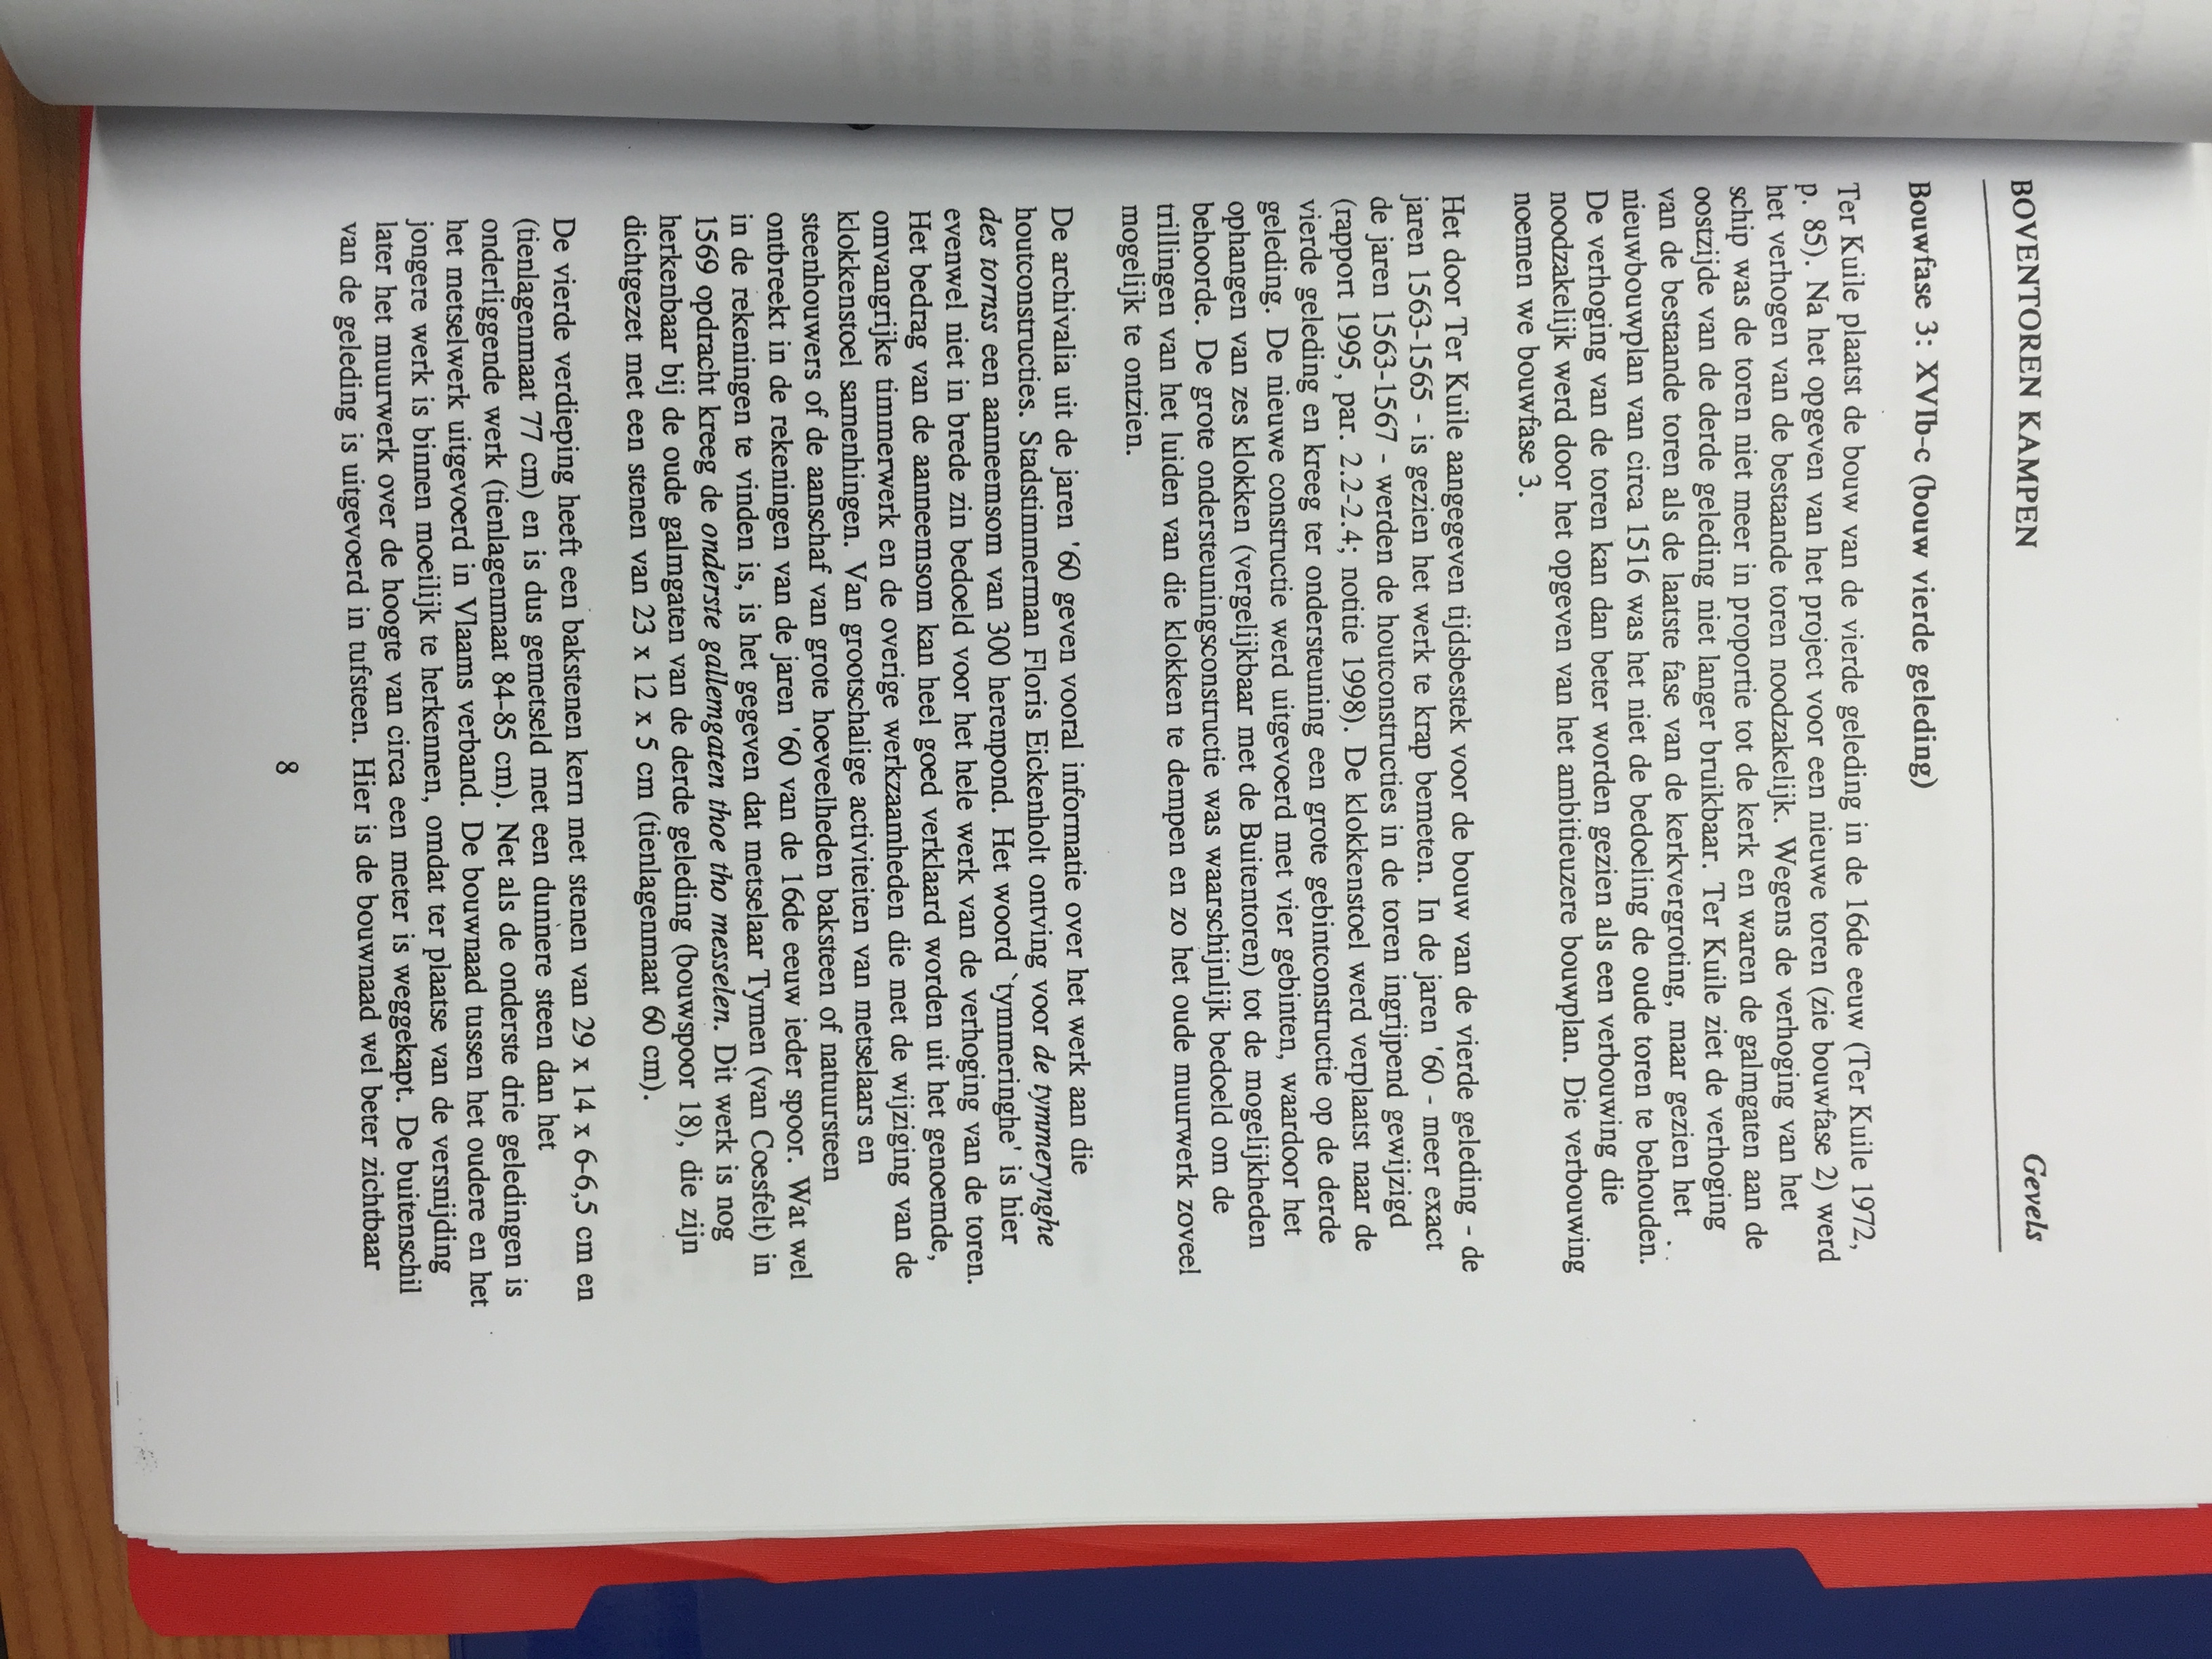 BOVENTOREN KAMPEN Gevels
Bouwfase 3: XVIb-c (bouw vierde geleding)
Ter Kuile plaatst de bouw van de vierde geleding in de 16de eeuw (Ter Kuile 1972,
p. 85). Na het opgeven van het project voor een nieuwe toren (zie bouwfase 2) werd
het verhogen van de bestaande toren noodzakelijk. Wegens de verhoging van het
schip was de toren niet meer in proportie tot de kerk en waren de galmgaten aan de
oostzijde van de derde geleding niet langer bruikbaar. Ter Kuile ziet de verhoging
van de bestaande toren als de laatste fase van de kerkvergroting, maar gezien het
nieuwbouwplan van circa 1516 was het niet de bedoeling de oude toren te behouden.
De verhoging van de toren kan dan beter worden gezien als een verbouwing die
noodzakelijk werd door het opgeven van het ambitieuzere bouwplan. Die verbouwing
noemen we bouwfase 3.
Het door Ter Kuile aangegeven tijdsbestek voor de bouw van de vierde geleding - de
jaren 1563-1565 - is gezien het werk te krap bemeten. In de jaren '60 - meer exact
de jaren 1563-1567 - werden de houtconstructies in de toren ingrijpend gewijzigd
(rapport 1995, par. 2.2-2.4; notitie 1998). De klokkenstoel werd verplaatst naar de
vierde geleding en kreeg ter ondersteuning een grote gebintconstructie op de derde
geleding. De nieuwe constructie werd uitgevoerd met vier gebinten, waardoor het
ophangen van zes klokken (vergelijkbaar met de Buitentoren) tot de mogelijkheden
behoorde. De grote ondersteuningsconstructie was waarschijnlijk bedoeld om de
trillingen van het luiden van die klokken te dempen en zo het oude muurwerk zoveel
mogelijk te ontzien.
De archivalia uit de jaren '60 geven vooral informatie over het werk aan die
houtconstructies. Stadstimmerman Floris Eickenholt ontving voor de tymmerynghe
des tornss een aanneemsom van 300 herenpond. Het woord `tymmeringhe' is hier
evenwel niet in brede zin bedoeld voor het hele werk van de verhoging van de toren.
Het bedrag van de aanneemsom kan heel goed verklaard worden uit het genoemde,
omvangrijke timmerwerk en de overige werkzaamheden die met de wijziging van de
klokkenstoel samenhingen. Van grootschalige activiteiten van metselaars en
steenhouwers of de aanschaf van grote hoeveelheden baksteen of natuursteen
ontbreekt in de rekeningen van de jaren '60 van de 16de eeuw ieder spoor. Wat wel
in de rekeningen te vinden is, is het gegeven dat metselaar Tymen (van Coesfelt) in
1569 opdracht kreeg de onderste gallemgaten thoe tho messelen. Dit werk is nog
herkenbaar bij de oude galmgaten van de derde geleding (bouwspoor 18), die zijn
dichtgezet met een stenen van 23 x 12 x 5 cm (tienlagenmaat 60 cm).
De vierde verdieping heeft een bakstenen kern met stenen van 29 x 14 x 6-6,5 cm en
(tienlagenmaat 77 cm) en is dus gemetseld met een dunnere steen dan het
onderliggende werk (tienlagenmaat 84-85 cm). Net als de onderste drie geledingen is
het metselwerk uitgevoerd in Vlaams verband. De bouwnaad tussen het oudere en het
jongere werk is binnen moeilijk te herkennen, omdat ter plaatse van de versnijding
later het muurwerk over de hoogte van circa een meter is weggekapt. De buitenschil
van de geleding is uitgevoerd in tufsteen. Hier is de bouwnaad wel beter zichtbaar
8